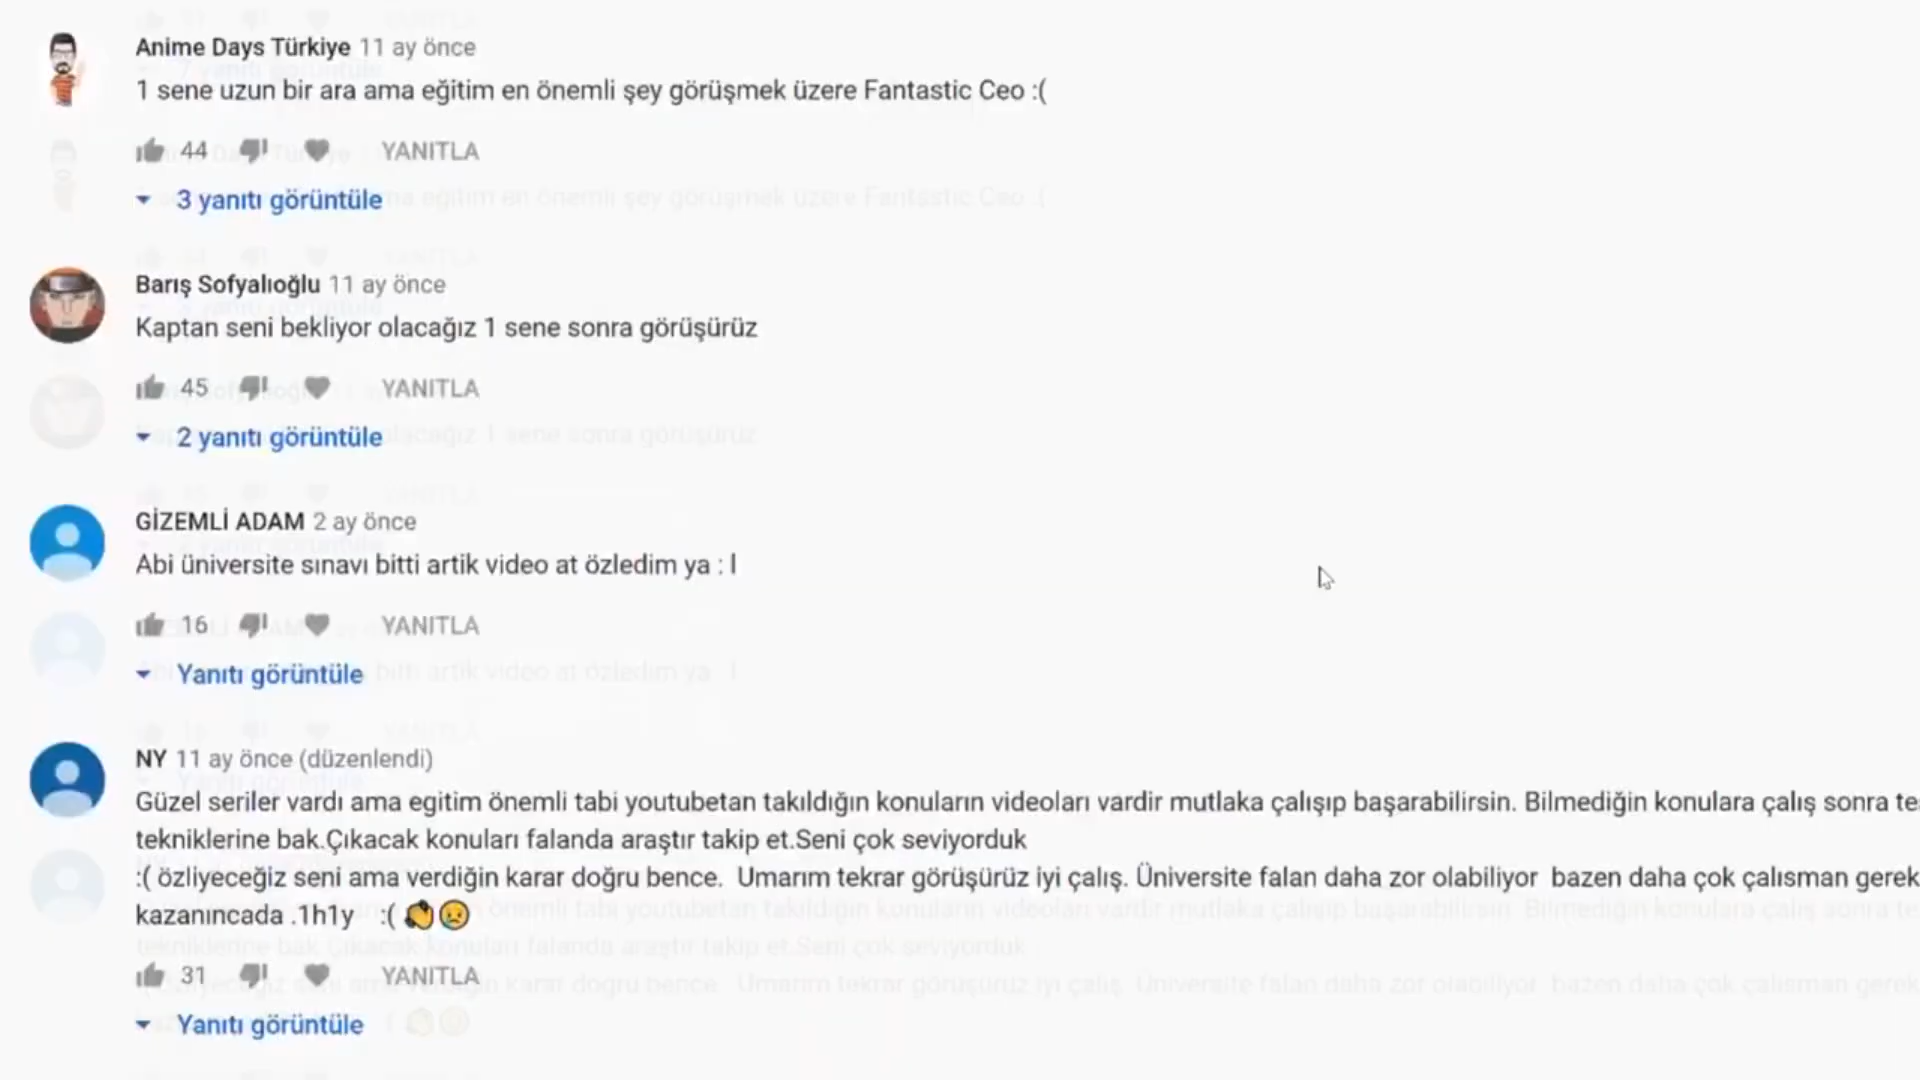 Anime Days Türkiye 11 ay önce
1 sene uzun bir ara ama eğitim en önemli şey görüşmek üzere Fantastic Ceo :(
44 YANITLA
3 yanıtı görüntüle
Barış Sofyalıoğlu 11 ay önce
Kaptan seni bekliyor olacağız 1 sene sonra görüşürüz
45 YANITLA
2 yanıtı görüntüle
GİZEMLİ ADAM 2 ay önce
Abi üniversite sınavı bitti artik video at özledim ya : l
16 YANITLA
Yanıtı görüntüle
NY 11 ay önce (düzenlendi)
Güzel seriler vardı ama egitim önemli tabi youtubetan takıldığın konuların videoları vardir mutlaka çalışıp başarabilirsin. Bilmediğin konulara çalış sonra te
tekniklerine bak.Çıkacak konuları falanda araştır takip et.Seni çok seviyorduk
:( özliyeceğiz seni ama verdiğin karar doğru bence. Umarım tekrar görüşürüz iyi çalış. Üniversite falan daha zor olabiliyor bazen daha çok çalısman gerek
kazanıncada .1h1y :( 👏😢
31 YANITLA
Yanıtı görüntüle